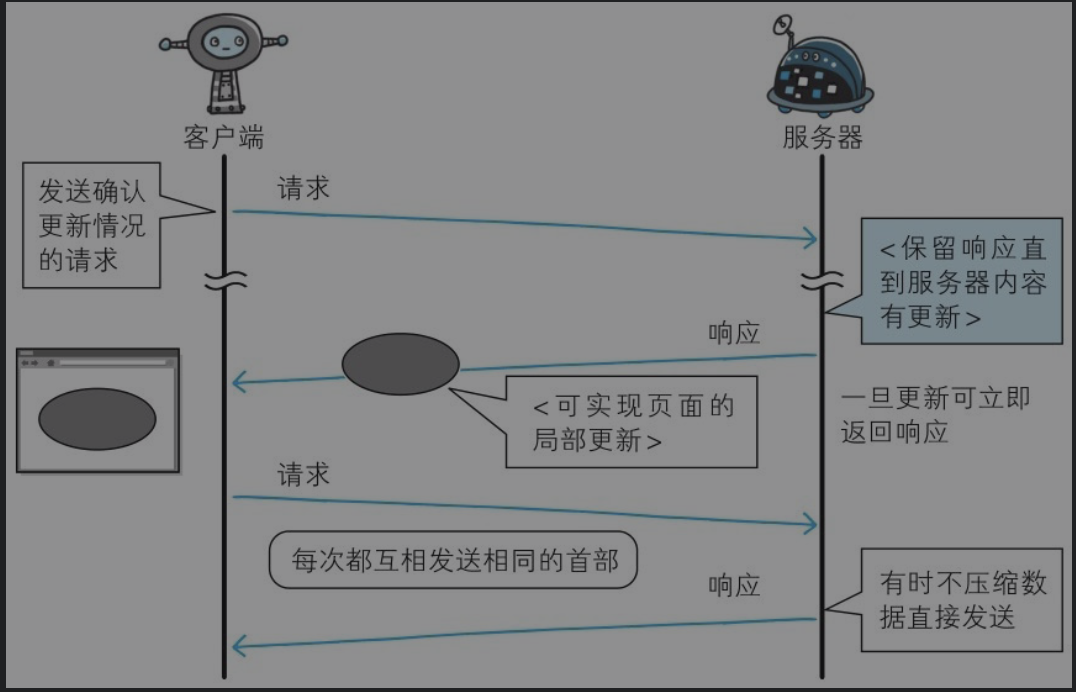 客户端
服务器
发送确认
更新情况
的请求
请求
<保留响应直
到服务器内容
有更新>
响应
<可实现页面的
局部更新>
一旦更新可立即
返回响应
请求
每次都互相发送相同的首部
响应
有时不压缩数
据直接发送